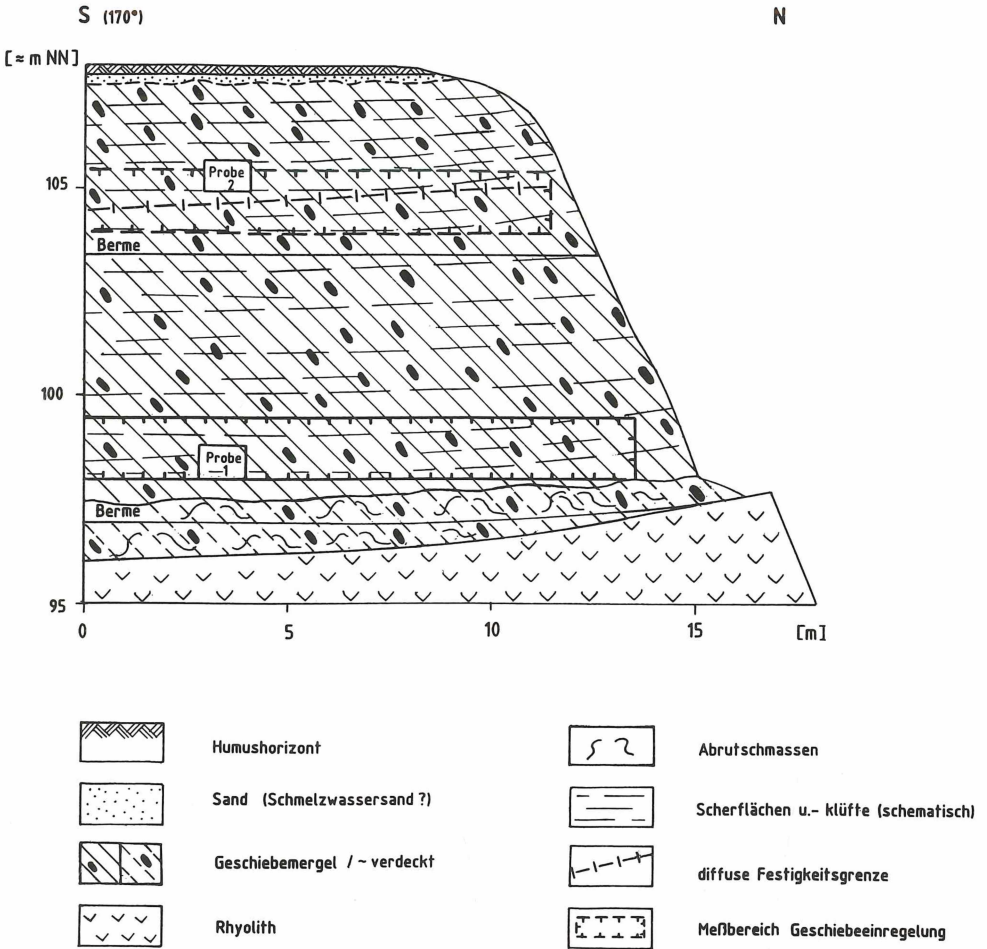 S (170°)
N
[≈ m NN]
Probe
2
105
Berme
100
Probe
1
Berme
95
0
5
10
15
[m]
Humushorizont
Sand (Schmelzwassersand ?)
Geschiebemergel / ~ verdeckt
Rhyolith
Abrutschmassen
Scherflächen u.- klüfte (schematisch)
diffuse Festigkeitsgrenze
Meßbereich Geschiebeeinregelung